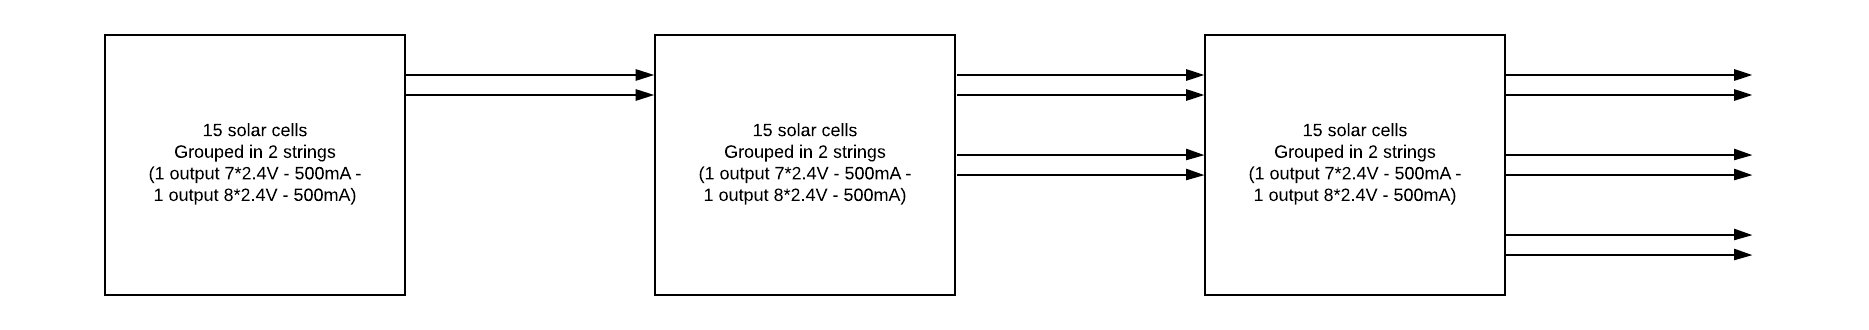 15 solar cells
Grouped in 2 strings
(1 output 7*2.4V - 500mA -
1 output 8*2.4V - 500mA)
15 solar cells
Grouped in 2 strings
(1 output 7*2.4V - 500mA -
1 output 8*2.4V - 500mA)
15 solar cells
Grouped in 2 strings
(1 output 7*2.4V - 500mA -
1 output 8*2.4V - 500mA)